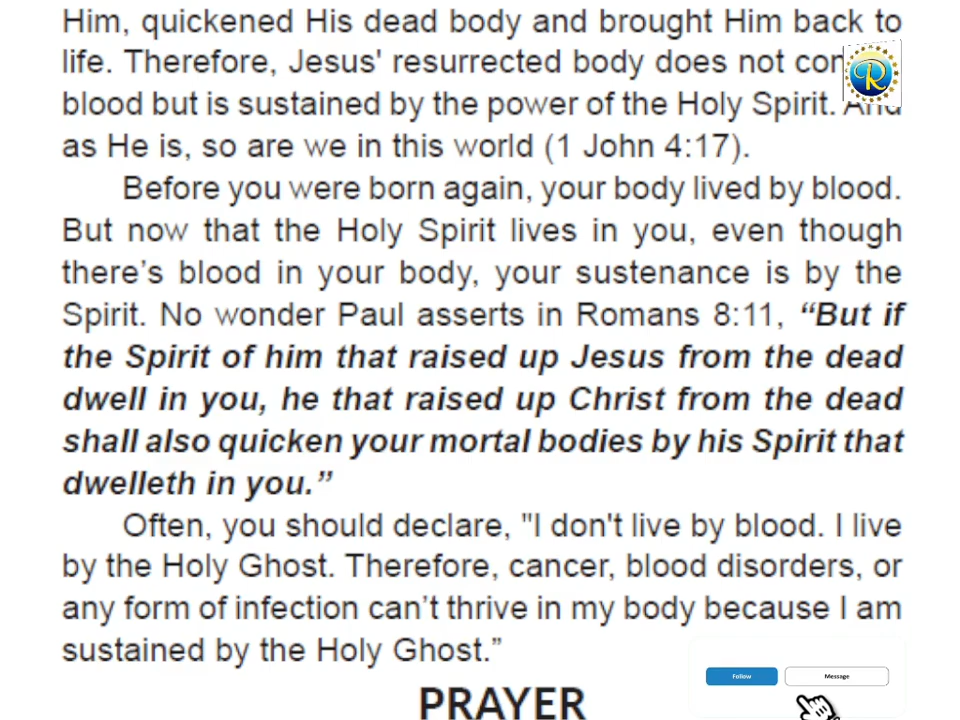 Him, quickened His dead body and brought Him back to
life. Therefore, Jesus' resurrected body does not
blood but is sustained by the power of the Holy Spirit. And
as He is, so are we in this world (1 John 4:17).
Before you were born again, your body lived by blood.
But now that the Holy Spirit lives in you, even though
there’s blood in your body, your sustenance is by the
Spirit. No wonder Paul asserts in Romans 8:11, “But if
the Spirit of him that raised up Jesus from the dead
dwell in you, he that raised up Christ from the dead
shall also quicken your mortal bodies by his Spirit that
dwelleth in you.”
Often, you should declare, "I don't live by blood. I live
by the Holy Ghost. Therefore, cancer, blood disorders, or
any form of infection can’t thrive in my body because I am
sustained by the Holy Ghost.”
PRAYER
R
Follow
Message